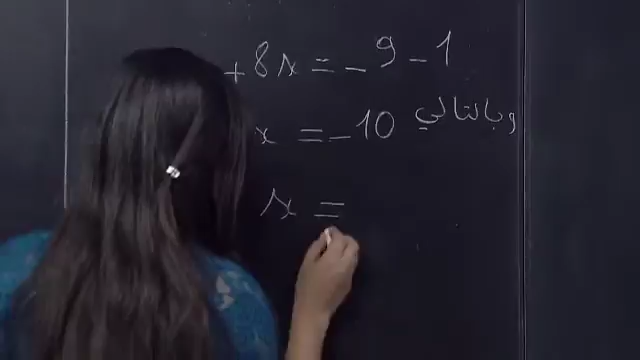 + 8x = -9 - 1
x = -10 وبالتالي
x =